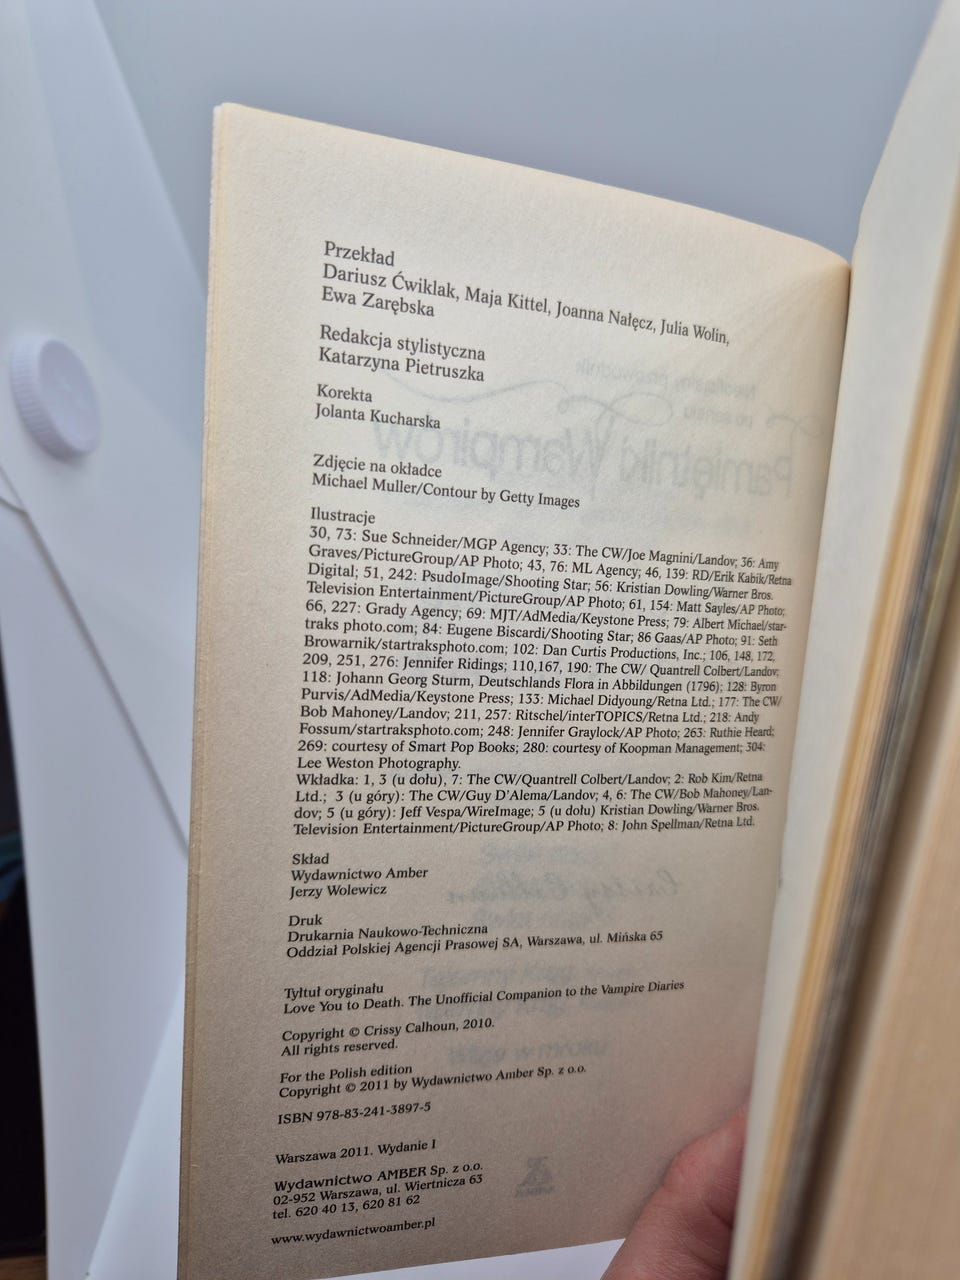 Przekład
Dariusz Ćwiklak, Maja Kittel, Joanna Nałęcz, Julia Wolin,
Ewa Zarębska
Redakcja stylistyczna
Katarzyna Pietruszka
Korekta
Jolanta Kucharska
Zdjęcie na okładce
Michael Muller/Contour by Getty Images
Ilustracje
30, 73: Sue Schneider/MGP Agency; 33: The CW/Joe Magnini/Landov; 36: Amy
Graves/PictureGroup/AP Photo; 43, 76: ML Agency; 46, 139: RD/Erik Kabik/Retna
Digital; 51, 242: PsudoImage/Shooting Star; 56: Kristian Dowling/Warner Bros.
Television Entertainment/PictureGroup/AP Photo; 61, 154: Matt Sayles/AP Photo;
66, 227: Grady Agency; 69: MJT/AdMedia/Keystone Press; 79: Albert Michael/star-
traks photo.com; 84: Eugene Biscardi/Shooting Star; 86 Gaas/AP Photo; 91: Seth
Browarnik/startraksphoto.com; 102: Dan Curtis Productions, Inc.; 106, 148, 172,
209, 251, 276: Jennifer Ridings; 110,167, 190: The CW/ Quantrell Colbert/Landov;
118: Johann Georg Sturm, Deutschlands Flora in Abbildungen (1796); 128: Byron
Purvis/AdMedia/Keystone Press; 133: Michael Didyoung/Retna Ltd.; 177: The CW/
Bob Mahoney/Landov; 211, 257: Ritschel/interTOPICS/Retna Ltd.; 218: Andy
Fossum/startraksphoto.com; 248: Jennifer Graylock/AP Photo; 263: Ruthie Heard;
269: courtesy of Smart Pop Books; 280: courtesy of Koopman Management; 304:
Lee Weston Photography.
Wkładka: 1, 3 (u dołu), 7: The CW/Quantrell Colbert/Landov; 2: Rob Kim/Retna
Ltd.; 3 (u góry): The CW/Guy D'Alema/Landov; 4, 6: The CW/Bob Mahoney/Lan-
dov; 5 (u góry): Jeff Vespa/WireImage; 5 (u dołu) Kristian Dowling/Warner Bros.
Television Entertainment/PictureGroup/AP Photo; 8: John Spellman/Retna Ltd.
Skład
Wydawnictwo Amber
Jerzy Wolewicz
Druk
Drukarnia Naukowo-Techniczna
Oddział Polskiej Agencji Prasowej SA, Warszawa, ul. Mińska 65
Tyłtuł oryginału
Love You to Death. The Unofficial Companion to the Vampire Diaries
Copyright © Crissy Calhoun, 2010.
All rights reserved.
For the Polish edition
Copyright © 2011 by Wydawnictwo Amber Sp. z o.o.
ISBN 978-83-241-3897-5
Warszawa 2011. Wydanie I
Wydawnictwo AMBER Sp. z o.o.
02-952 Warszawa, ul. Wiertnicza 63
tel. 620 40 13, 620 81 62
www.wydawnictwoamber.pl